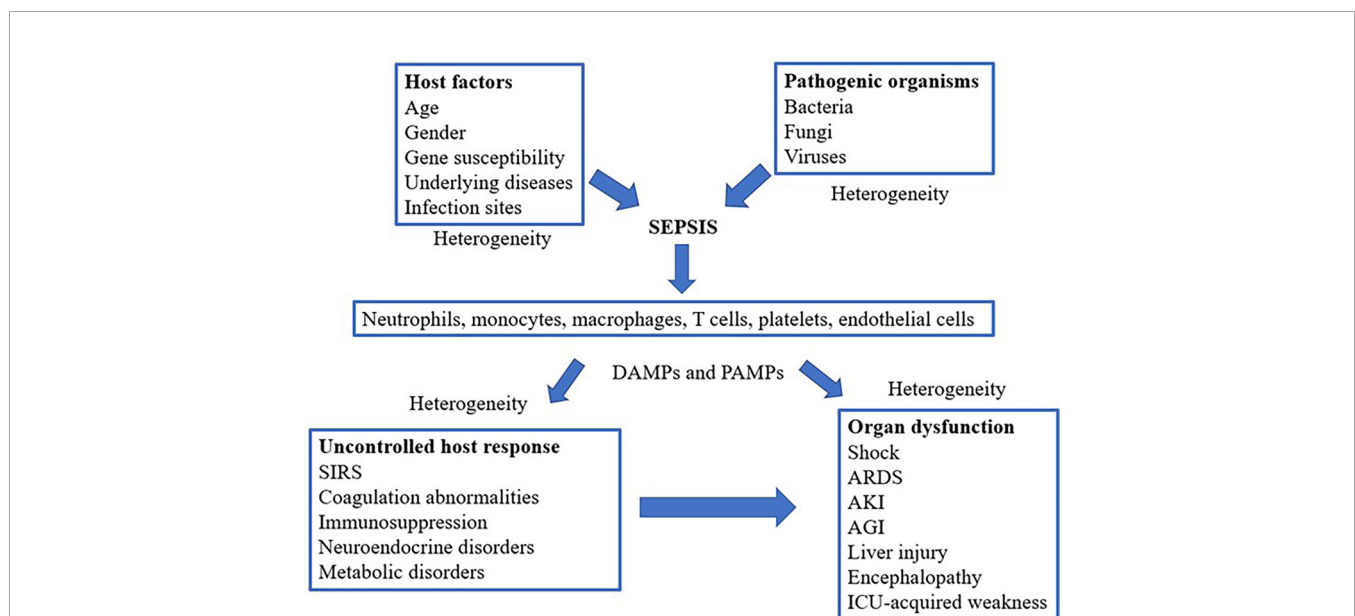 Host factors
Age
Gender
Gene susceptibility
Underlying diseases
Infection sites
Heterogeneity
Pathogenic organisms
Bacteria
Fungi
Viruses
Heterogeneity
SEPSIS
Neutrophils, monocytes, macrophages, T cells, platelets, endothelial cells
DAMPs and PAMPs
Heterogeneity
Uncontrolled host response
SIRS
Coagulation abnormalities
Immunosuppression
Neuroendocrine disorders
Metabolic disorders
Heterogeneity
Organ dysfunction
Shock
ARDS
AKI
AGI
Liver injury
Encephalopathy
ICU-acquired weakness